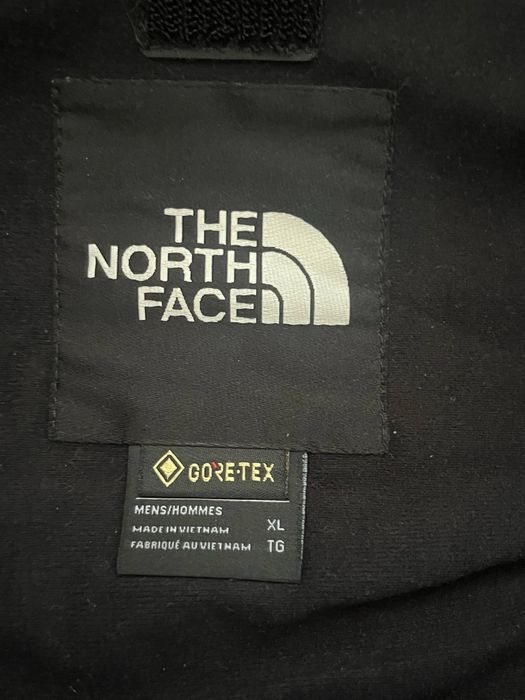 THE
NORTH
FACE
GORE-TEX
MENS/HOMMES
MADE IN VIETNAM XL
FABRIQUÉ AU VIETNAM TG